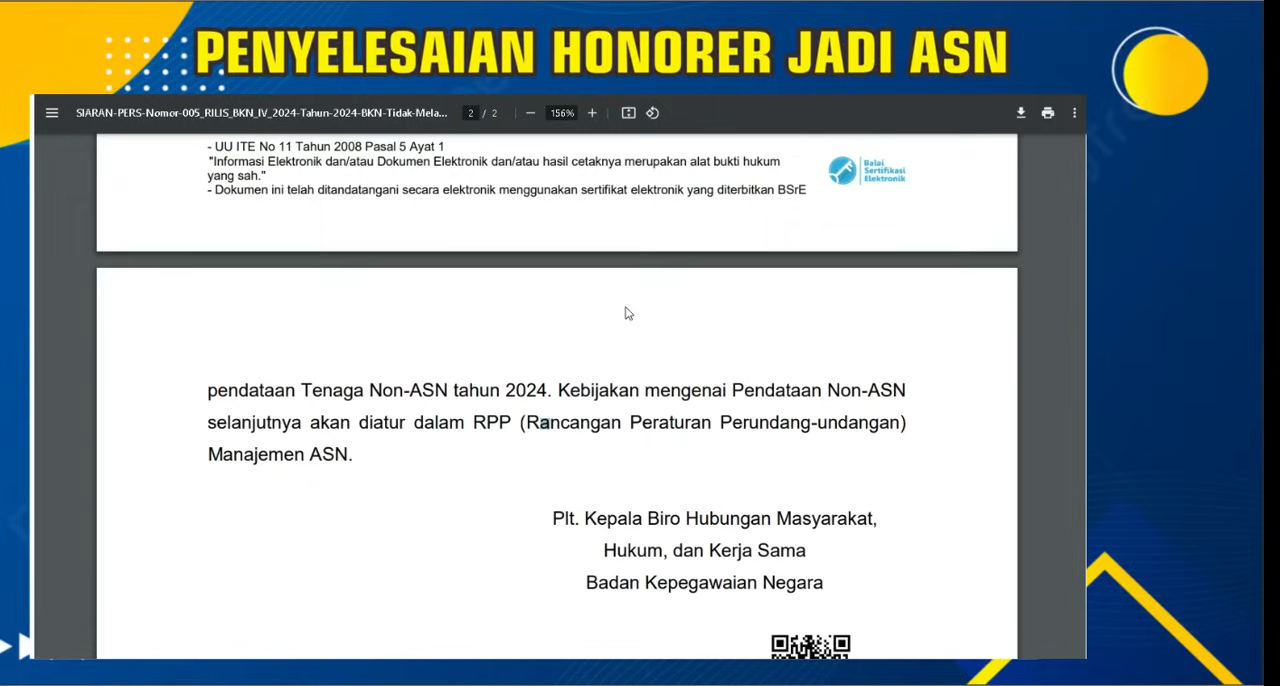 PENYELESAIAN HONORER JADI ASN
SIARAN-PERS-Nomor-005_RILIS_BKN_IV_2024-Tahun-2024-BKN-Tidak-Mela...
2 / 2
156%
- UU ITE No 11 Tahun 2008 Pasal 5 Ayat 1
"Informasi Elektronik dan/atau Dokumen Elektronik dan/atau hasil cetaknya merupakan alat bukti hukum
yang sah."
- Dokumen ini telah ditandatangani secara elektronik menggunakan sertifikat elektronik yang diterbitkan BSrE
Balai
Sertifikasi
Elektronik
pendataan Tenaga Non-ASN tahun 2024. Kebijakan mengenai Pendataan Non-ASN
selanjutnya akan diatur dalam RPP (Rancangan Peraturan Perundang-undangan)
Manajemen ASN.
Plt. Kepala Biro Hubungan Masyarakat,
Hukum, dan Kerja Sama
Badan Kepegawaian Negara